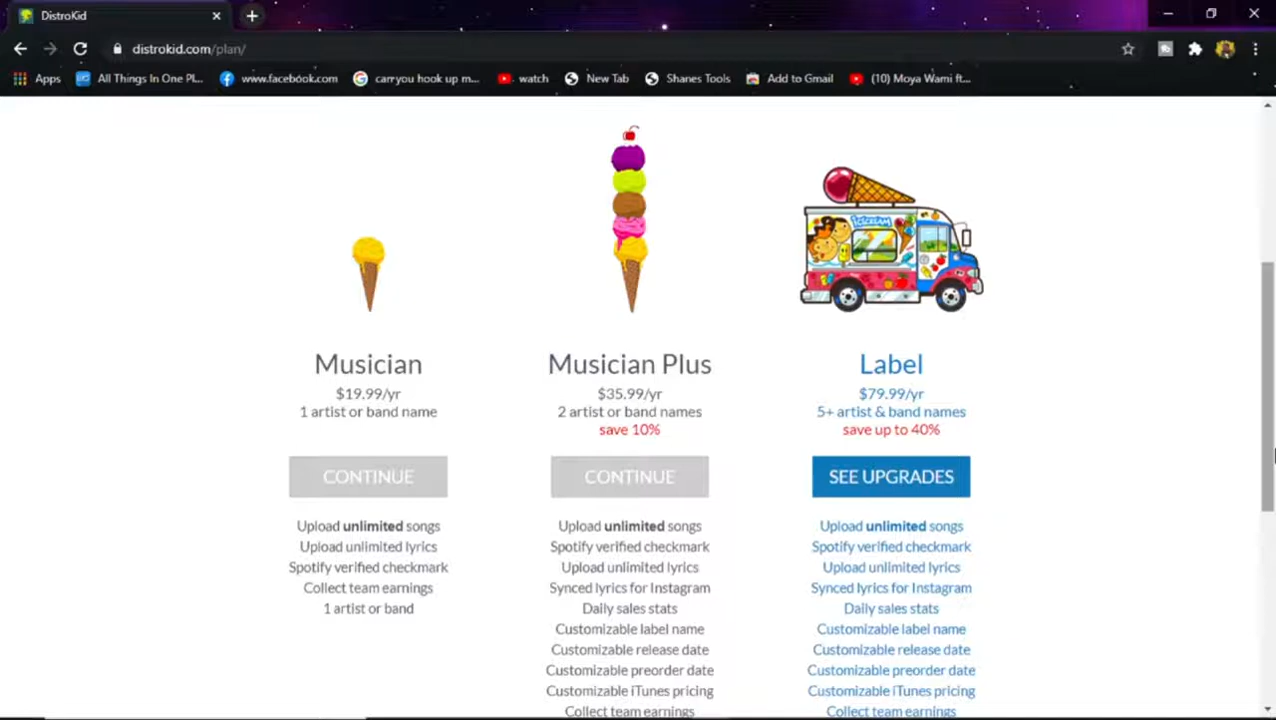 DistroKid
distrokid.com/plan/
Apps
All Things In One Pl...
www.facebook.com
can you hook up m...
watch
New Tab
Shanes Tools
Add to Gmail
(10) Moya Wami ft...
ICECREAM
Musician
$19.99/yr
1 artist or band name
CONTINUE
Upload unlimited songs
Upload unlimited lyrics
Spotify verified checkmark
Collect team earnings
1 artist or band
Musician Plus
$35.99/yr
2 artist or band names
save 10%
CONTINUE
Upload unlimited songs
Spotify verified checkmark
Upload unlimited lyrics
Synced lyrics for Instagram
Daily sales stats
Customizable label name
Customizable release date
Customizable preorder date
Customizable iTunes pricing
Collect team earnings
Label
$79.99/yr
5+ artist & band names
save up to 40%
SEE UPGRADES
Upload unlimited songs
Spotify verified checkmark
Upload unlimited lyrics
Synced lyrics for Instagram
Daily sales stats
Customizable label name
Customizable release date
Customizable preorder date
Customizable iTunes pricing
Collect team earnings